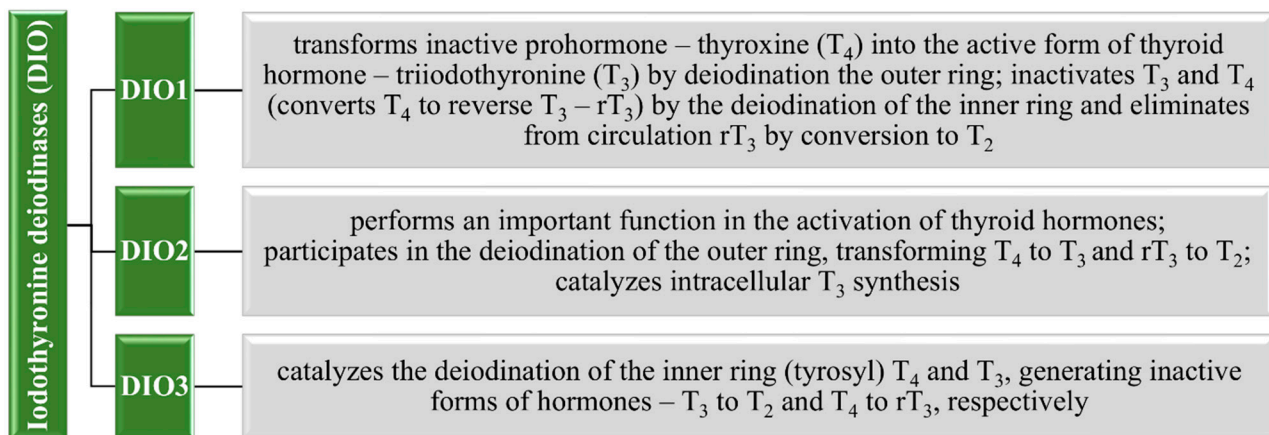 Iodothyronine deiodinases (DIO)
DIO1
transforms inactive prohormone – thyroxine (T₄) into the active form of thyroid
hormone – triiodothyronine (T₃) by deiodination the outer ring; inactivates T₃ and T₄
(converts T₄ to reverse T₃ – rT₃) by the deiodination of the inner ring and eliminates
from circulation rT₃ by conversion to T₂
DIO2
performs an important function in the activation of thyroid hormones;
participates in the deiodination of the outer ring, transforming T₄ to T₃ and rT₃ to T₂;
catalyzes intracellular T₃ synthesis
DIO3
catalyzes the deiodination of the inner ring (tyrosyl) T₄ and T₃, generating inactive
forms of hormones – T₃ to T₂ and T₄ to rT₃, respectively